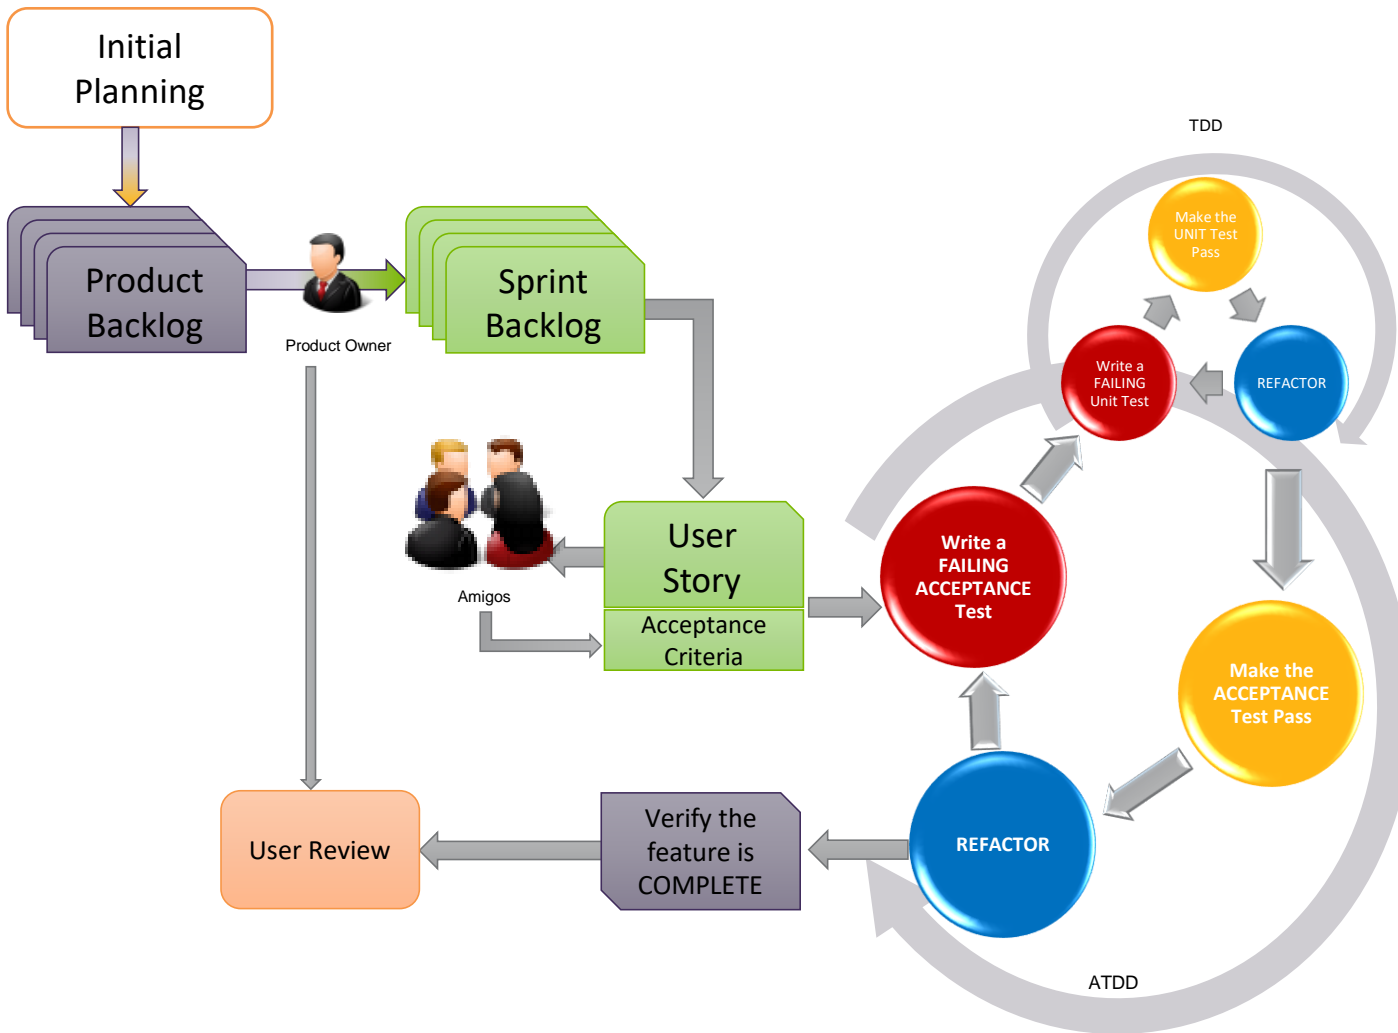 Initial
Planning
TDD
Make the
UNIT Test
Pass
Product
Backlog
Product Owner
Sprint
Backlog
Write a
FAILING
Unit Test
REFACTOR
User
Story
Amigos
Acceptance
Criteria
Write a
FAILING
ACCEPTANCE
Test
Make the
ACCEPTANCE
Test Pass
User Review
Verify the
feature is
COMPLETE
REFACTOR
ATDD